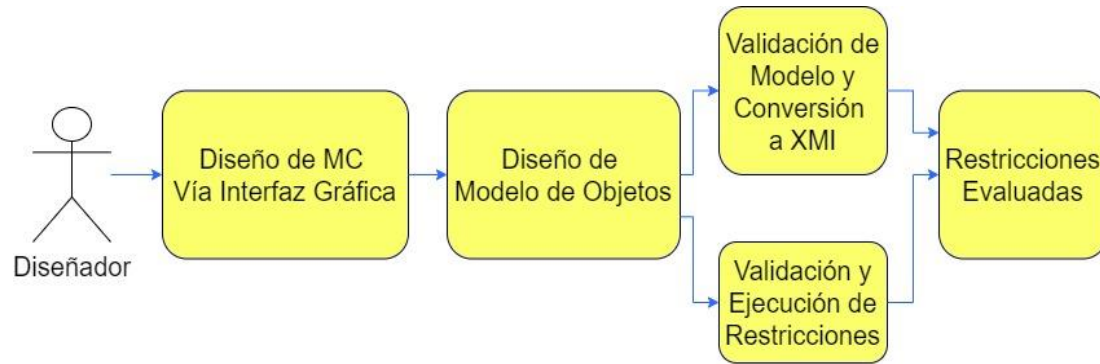 Diseñador
Diseño de MC
Vía Interfaz Gráfica
Diseño de
Modelo de Objetos
Validación de
Modelo y
Conversión
a XMI
Validación y
Ejecución de
Restricciones
Restricciones
Evaluadas